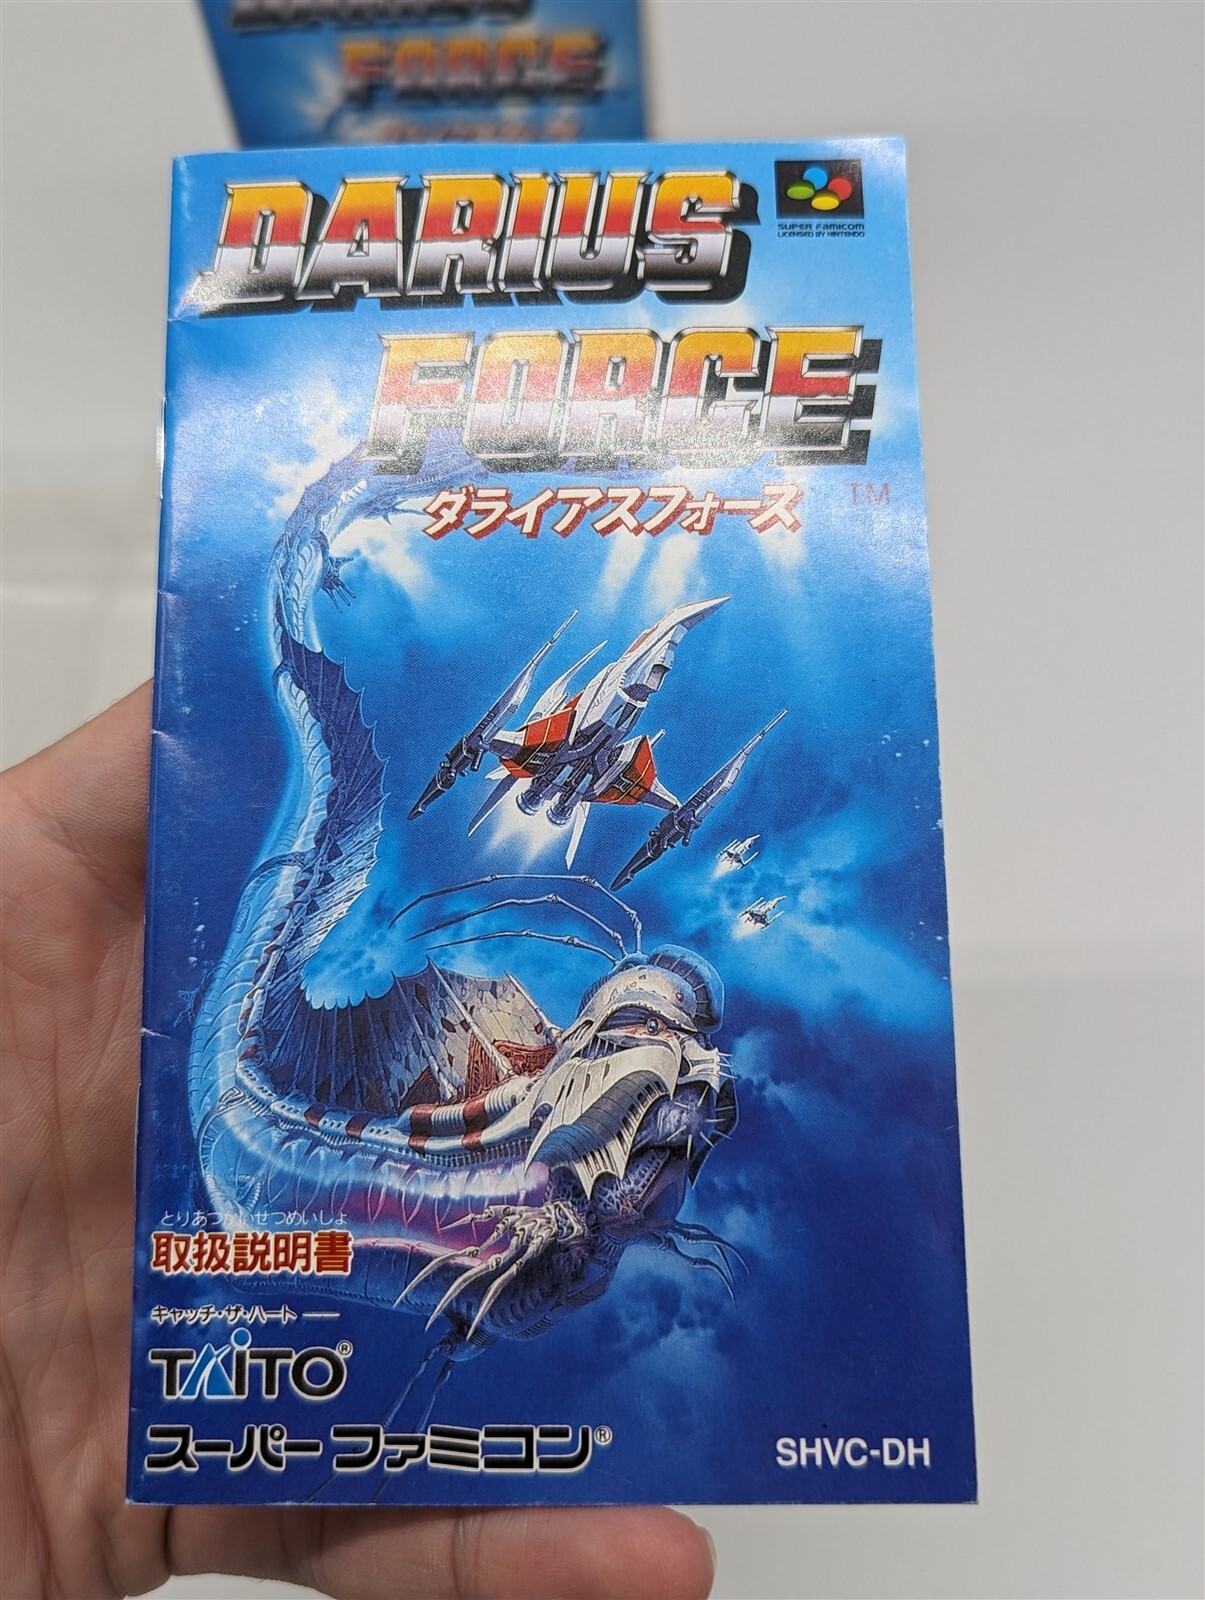 FORCE
DARIUS
FORCE
ダライアスフォース
TM
SUPER FAMICOM
LICENSED BY NINTENDO
とりあつかいせつめいしょ
取扱説明書
キャッチ・ザ・ハート
TAITO®
スーパーファミコン®
SHVC-DH